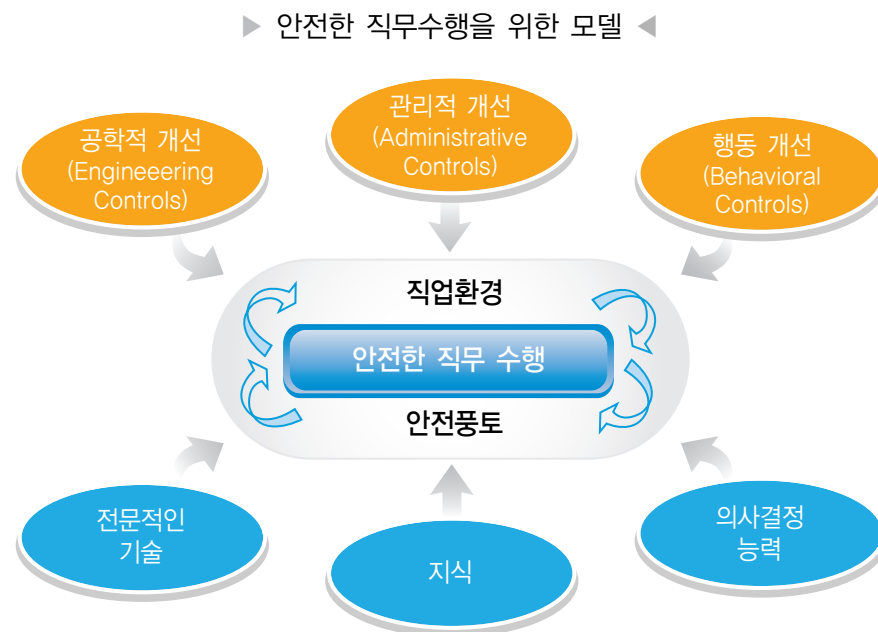 ▶ 안전한 직무수행을 위한 모델 ◀
공학적 개선
(Engineeering
Controls)
관리적 개선
(Administrative
Controls)
행동 개선
(Behavioral
Controls)
직업환경
안전한 직무 수행
안전풍토
전문적인
기술
지식
의사결정
능력